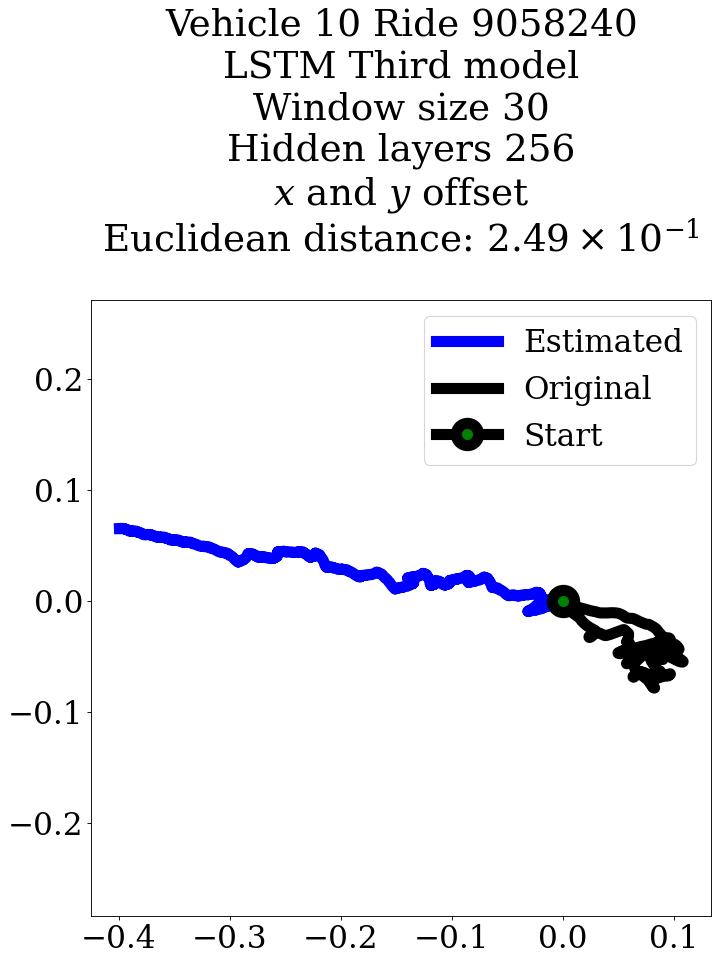 Vehicle 10 Ride 9058240
LSTM Third model
Window size 30
Hidden layers 256
x and y offset
Euclidean distance: 2.49 × 10⁻¹
Estimated
Original
Start
0.2
0.1
0.0
−0.1
−0.2
−0.4 −0.3 −0.2 −0.1 0.0 0.1